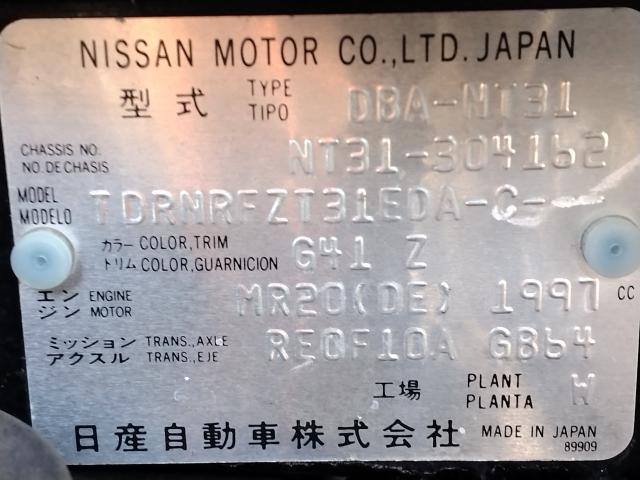 NISSAN MOTOR CO.,LTD. JAPAN
型式 TYPE TIPO DBA-NT31
CHASSIS NO. NO.DE CHASIS NT31-304162
MODEL MODELO TDRNRFZT31EDA-C---
カラー COLOR,TRIM トリム COLOR,GUARNICION G41 Z
エンジン ENGINE MOTOR MR20(DE) 1997 CC
ミッション TRANS.,AXLE アクスル TRANS.,EJE RE0F10A GB64
工場 PLANT PLANTA W
日産自動車株式会社 MADE IN JAPAN
89909